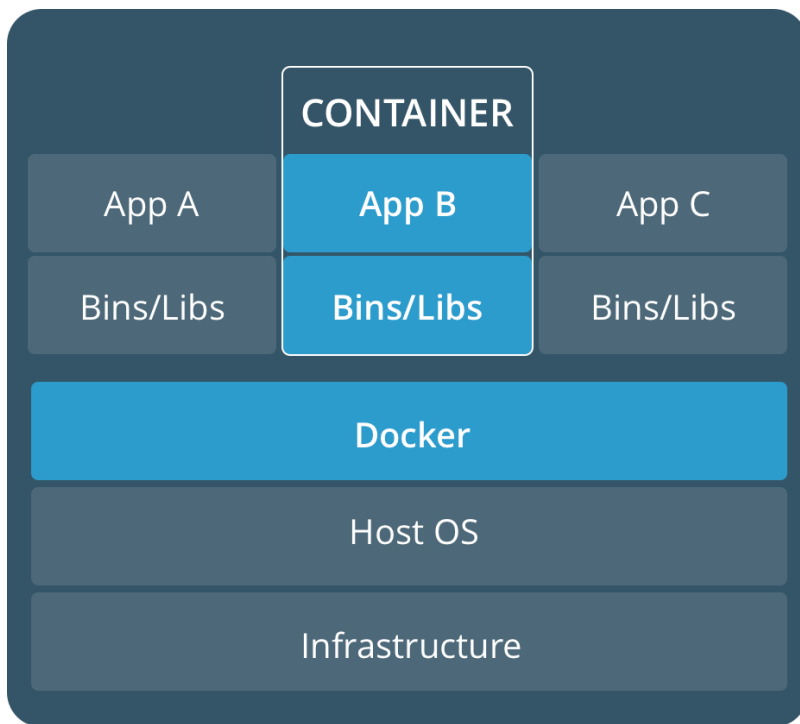 CONTAINER
App A
App B
App C
Bins/Libs
Bins/Libs
Bins/Libs
Docker
Host OS
Infrastructure